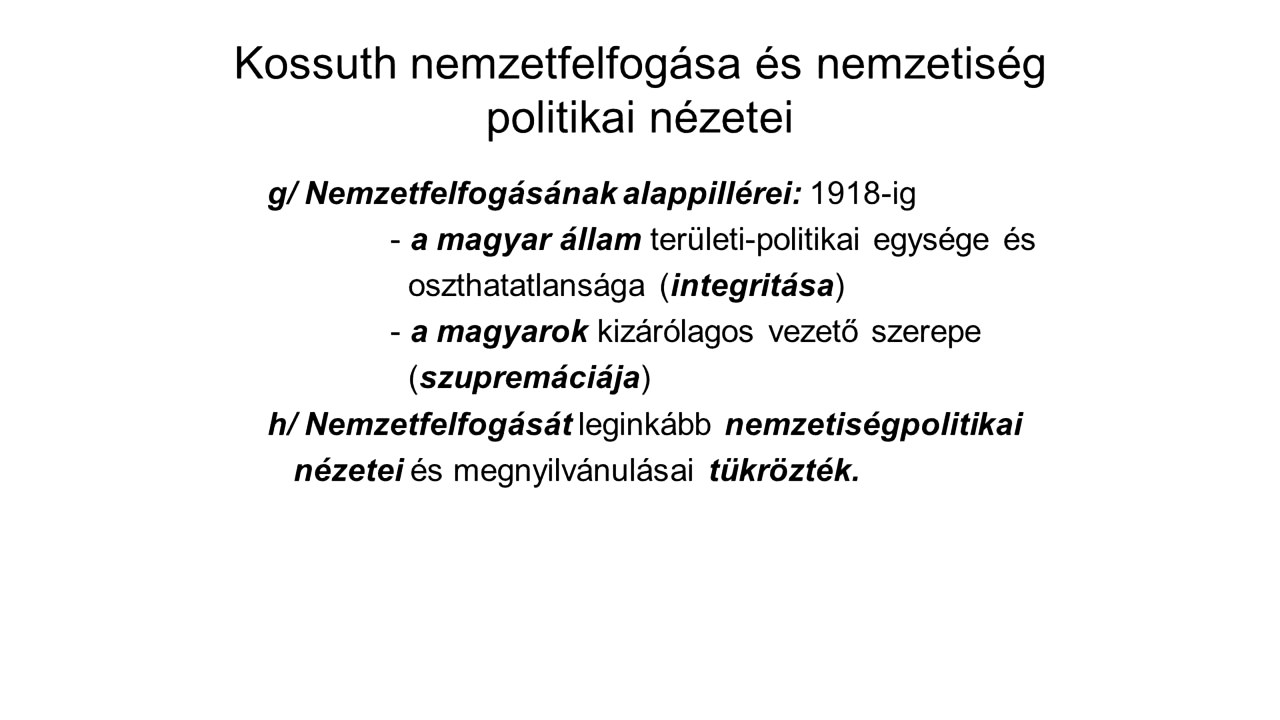 Kossuth nemzetfelfogása és nemzetiség
politikai nézetei
g/ Nemzetfelfogásának alappillérei: 1918-ig
- a magyar állam területi-politikai egysége és
oszthatatlansága (integritása)
- a magyarok kizárólagos vezető szerepe
(szupremáciája)
h/ Nemzetfelfogását leginkább nemzetiségpolitikai
nézetei és megnyilvánulásai tükrözték.